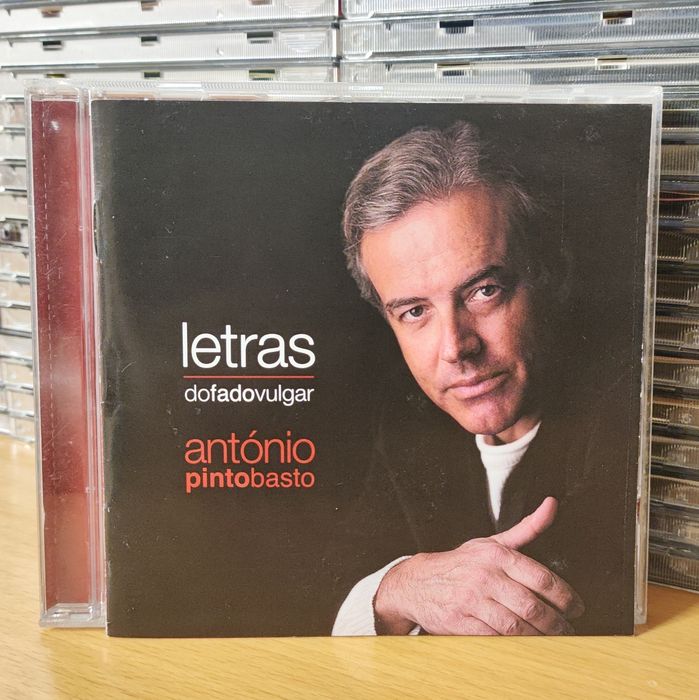 letras
dofadovulgar
antónio
pintobasto